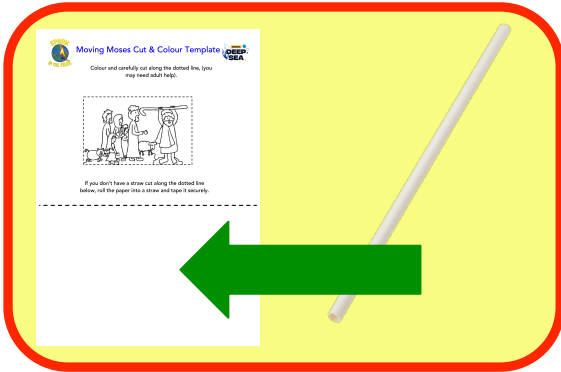 Moving Moses Cut & Colour Template
DEEP
SEA
Colour and carefully cut along the dotted line, (you
may need adult help).
If you don't have a straw cut along the dotted line
below, roll the paper into a straw and tape it securely.